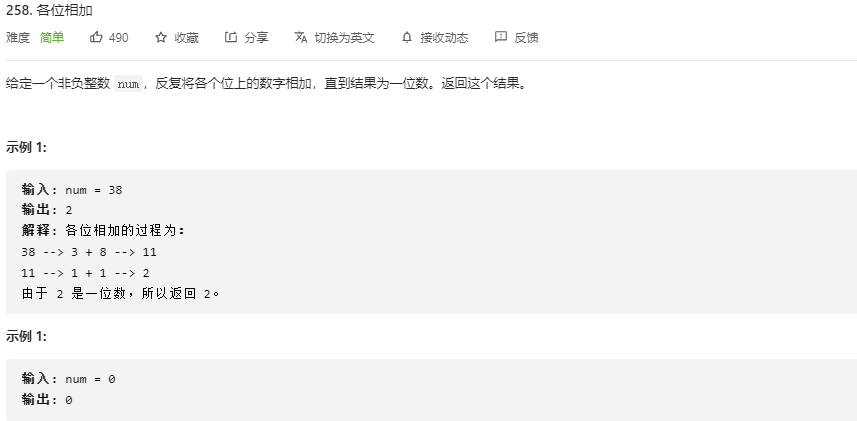 258. 各位相加
难度 简单 490 收藏 分享 切换为英文 接收动态 反馈
给定一个非负整数 num，反复将各个位上的数字相加，直到结果为一位数。返回这个结果。
示例 1:
输入: num = 38
输出: 2
解释: 各位相加的过程为:
38 --> 3 + 8 --> 11
11 --> 1 + 1 --> 2
由于 2 是一位数，所以返回 2。
示例 1:
输入: num = 0
输出: 0